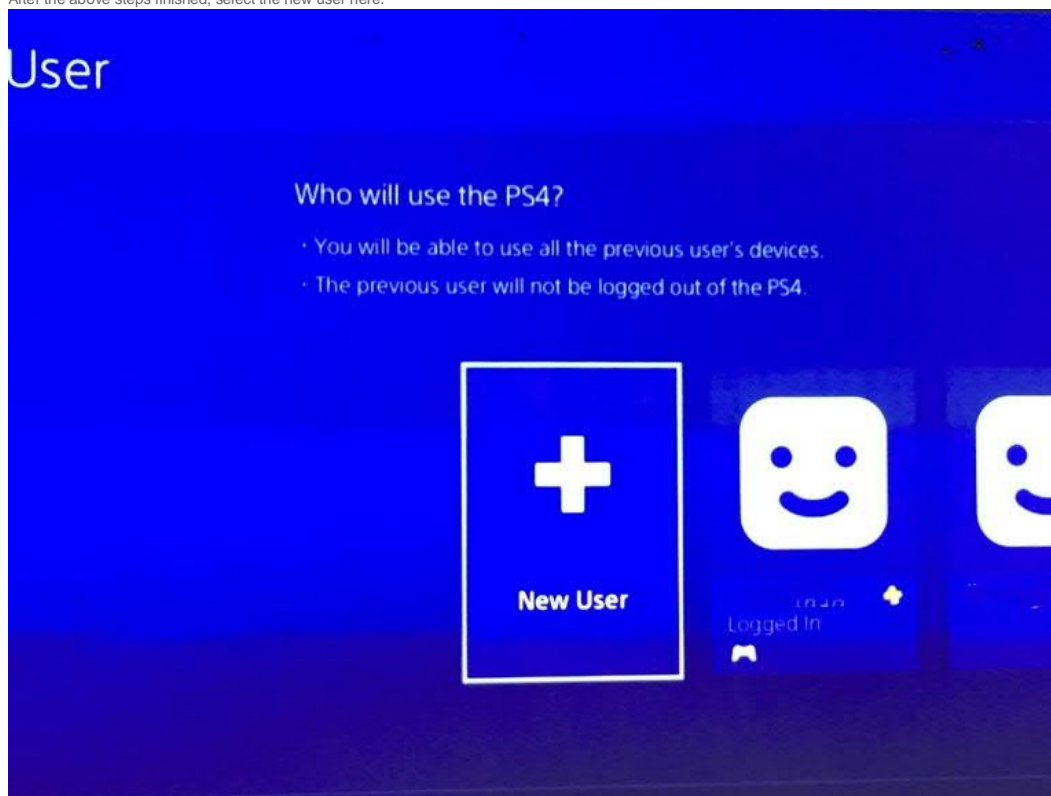 After the above steps finished, select the new user here.
User
Who will use the PS4?
· You will be able to use all the previous user's devices.
· The previous user will not be logged out of the PS4.
New User
Logged In